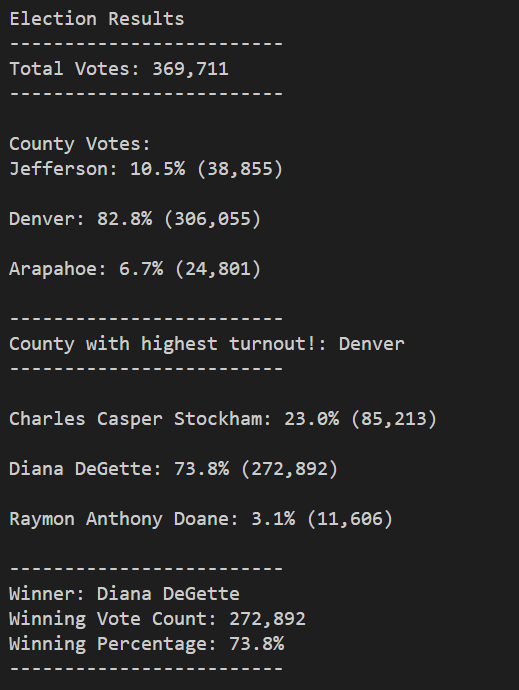 Election Results
-------------------------
Total Votes: 369,711
-------------------------
County Votes:
Jefferson: 10.5% (38,855)
Denver: 82.8% (306,055)
Arapahoe: 6.7% (24,801)
-------------------------
County with highest turnout!: Denver
-------------------------
Charles Casper Stockham: 23.0% (85,213)
Diana DeGette: 73.8% (272,892)
Raymon Anthony Doane: 3.1% (11,606)
-------------------------
Winner: Diana DeGette
Winning Vote Count: 272,892
Winning Percentage: 73.8%
-------------------------